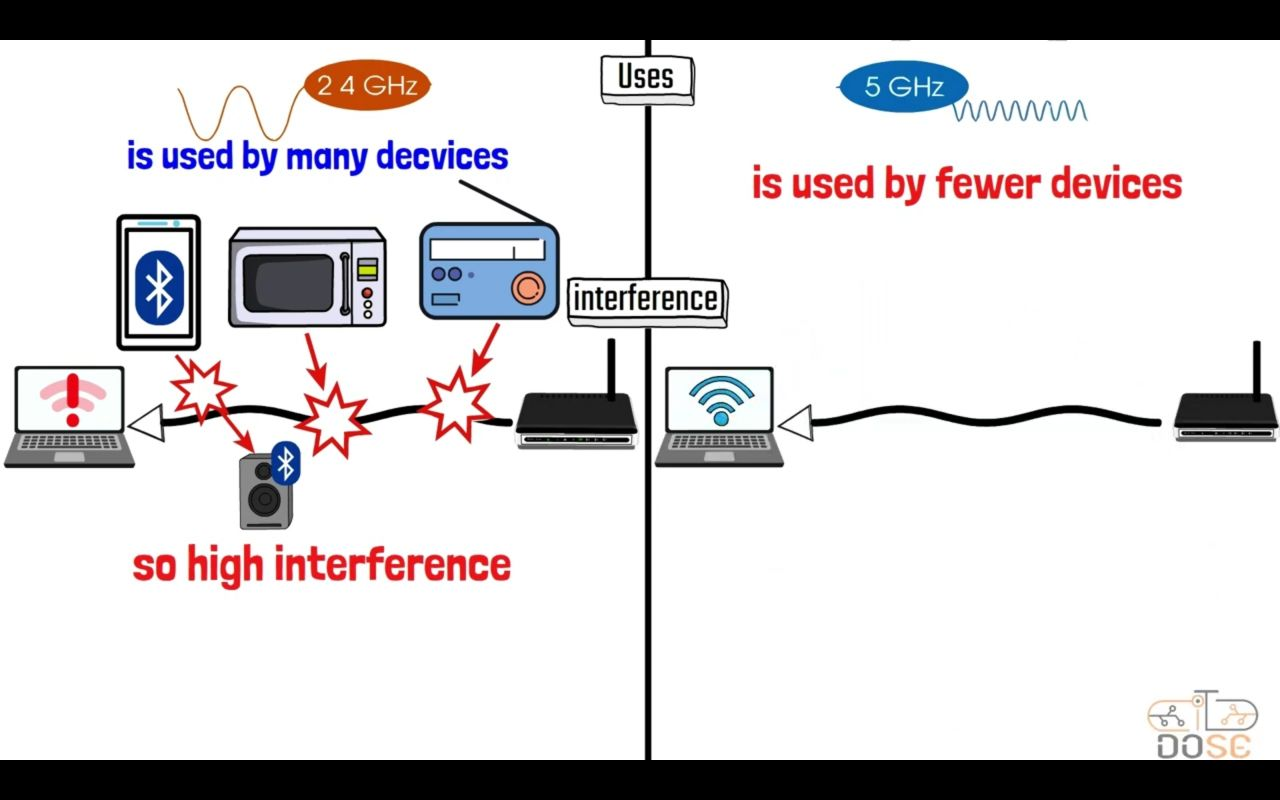 2 4 GHz
Uses
5 GHz
is used by many decvices
is used by fewer devices
interference
so high interference
iT
DOSE